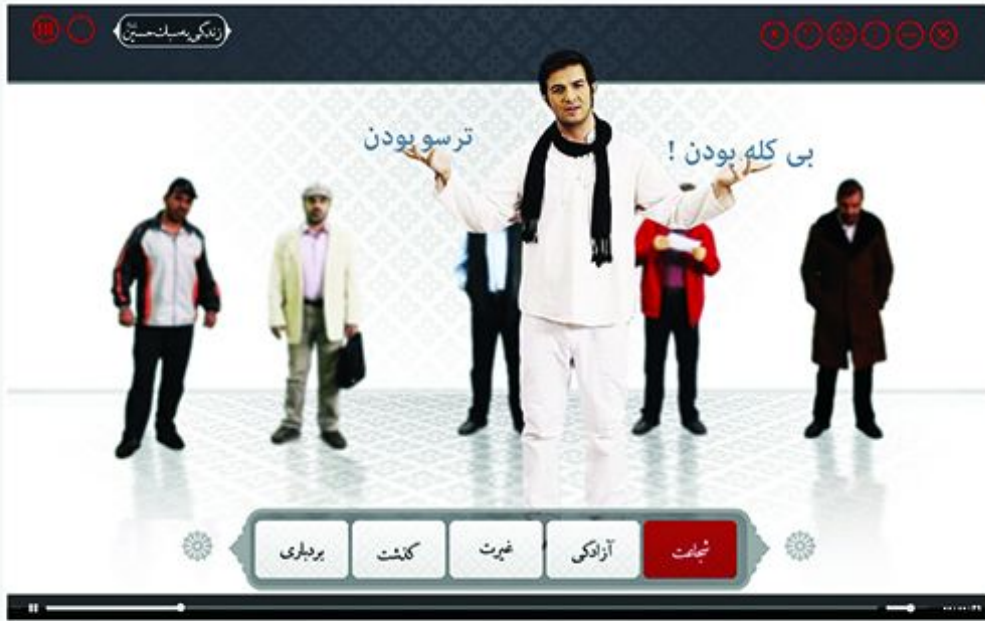 زندگی به سبک حسین
بی کله بودن !
ترسو بودن
شجاعت
آزادگی
غیرت
گذشت
بردباری